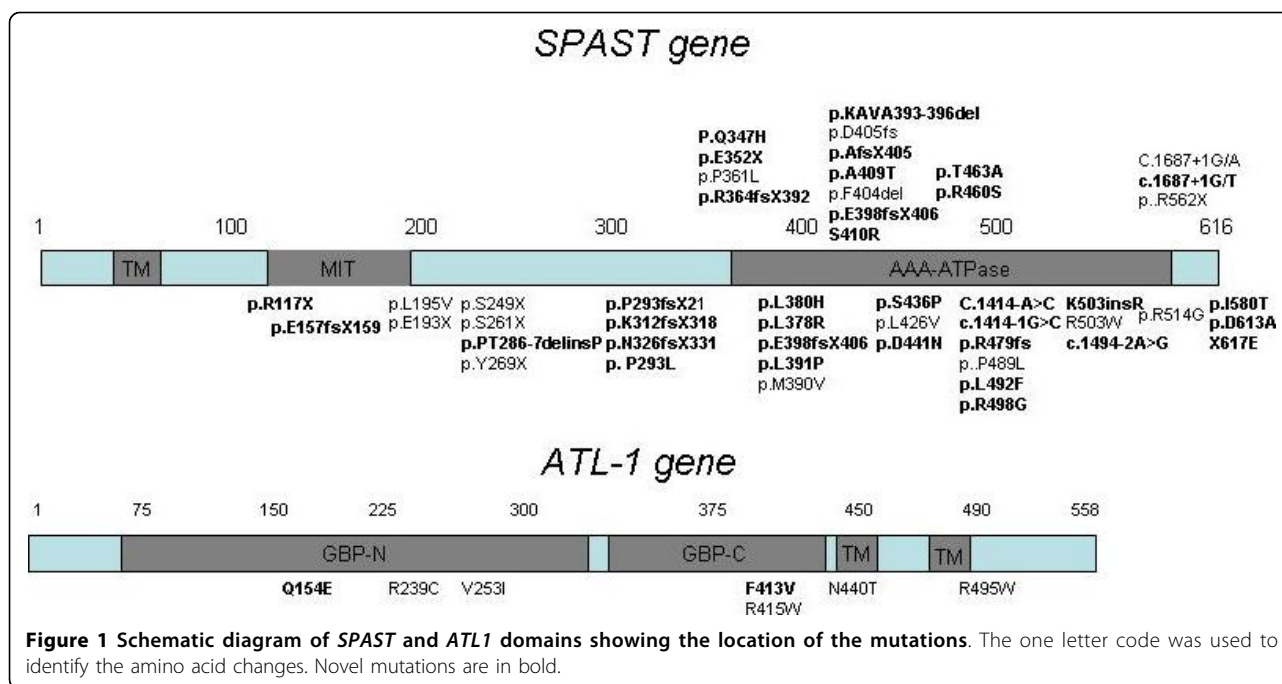 SPAST gene
P.Q347H
p.E352X
p.P361L
p.R364fsX392
p.KAVA393-396del
p.D405fs
p.AfsX405
p.A409T
p.F404del
p.E398fsX406
S410R
p.T463A
p.R460S
C.1687+1G/A
c.1687+1G/T
p..R562X
1 100 200 300 400 500 616
TM MIT AAA-ATPase
p.R117X
p.E157fsX159
p.L195V
p.E193X
p.S249X
p.S261X
p.PT286-7delinsP
p.Y269X
p.P293fsX21
p.K312fsX318
p.N326fsX331
p. P293L
p.L380H
p.L378R
p.E398fsX406
p.L391P
p.M390V
p.S436P
p.L426V
p.D441N
C.1414-A>C
c.1414-1G>C
p.R479fs
p..P489L
p.L492F
p.R498G
K503insR
R503W
c.1494-2A>G
p.R514G
p.I580T
p.D613A
X617E
ATL-1 gene
1 75 150 225 300 375 450 490 558
GBP-N GBP-C TM TM
Q154E R239C V253I F413V N440T R495W
R415W
Figure 1 Schematic diagram of SPAST and ATL1 domains showing the location of the mutations. The one letter code was used to
identify the amino acid changes. Novel mutations are in bold.